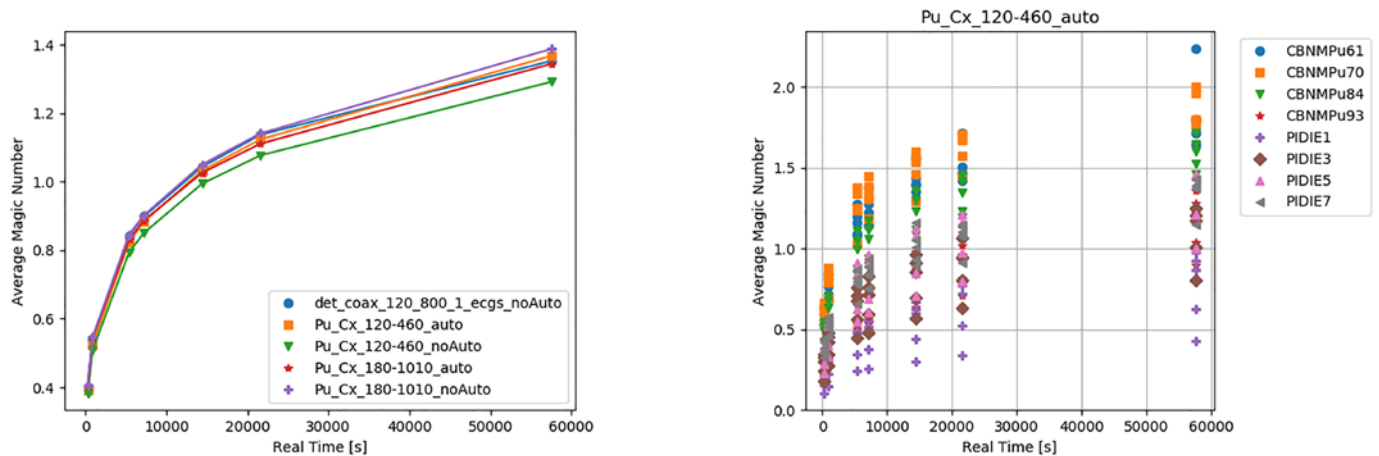 1.4
1.2
1.0
0.8
0.6
0.4
Average Magic Number
0 10000 20000 30000 40000 50000 60000
Real Time [s]
det_coax_120_800_1_ecgs_noAuto
Pu_Cx_120-460_auto
Pu_Cx_120-460_noAuto
Pu_Cx_180-1010_auto
Pu_Cx_180-1010_noAuto
Pu_Cx_120-460_auto
2.0
1.5
1.0
0.5
0.0
Average Magic Number
0 10000 20000 30000 40000 50000 60000
Real Time [s]
CBNMPu61
CBNMPu70
CBNMPu84
CBNMPu93
PIDIE1
PIDIE3
PIDIE5
PIDIE7